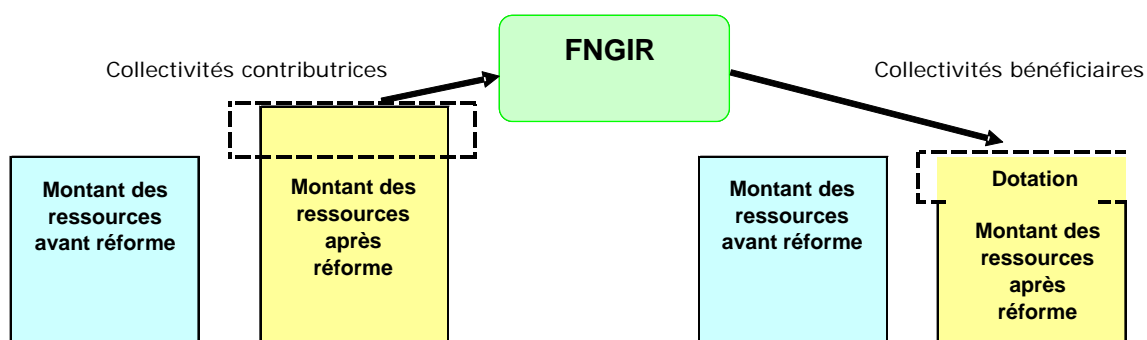 FNGIR
Collectivités contributrices
Collectivités bénéficiaires
Montant des
ressources
avant réforme
Montant des
ressources
après
réforme
Montant des
ressources
avant réforme
Dotation
Montant des
ressources
après
réforme